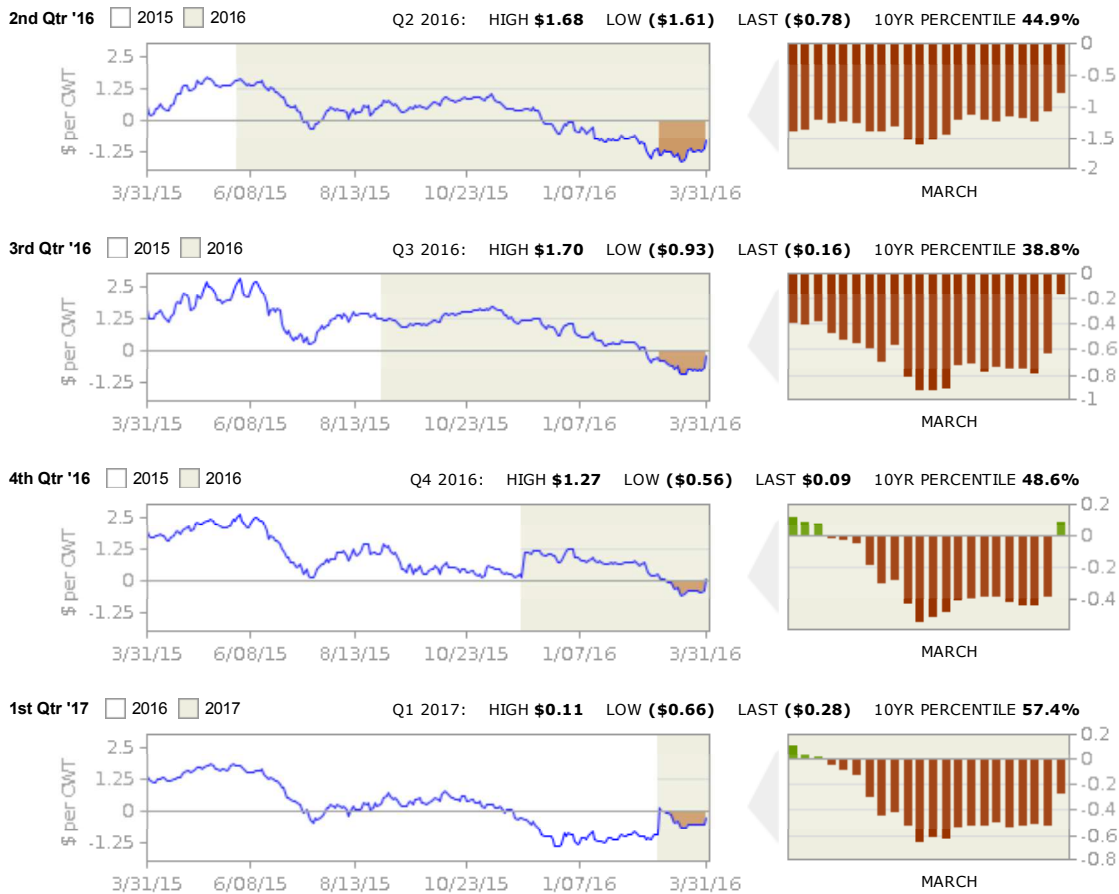 2nd Qtr '16 2015 2016 Q2 2016: HIGH $1.68 LOW ($1.61) LAST ($0.78) 10YR PERCENTILE 44.9%
$ per CWT
2.5
1.25
0
-1.25
3/31/15 6/08/15 8/13/15 10/23/15 1/07/16 3/31/16
0
-0.5
-1
-1.5
-2
MARCH
3rd Qtr '16 2015 2016 Q3 2016: HIGH $1.70 LOW ($0.93) LAST ($0.16) 10YR PERCENTILE 38.8%
$ per CWT
2.5
1.25
0
-1.25
3/31/15 6/08/15 8/13/15 10/23/15 1/07/16 3/31/16
0
-0.2
-0.4
-0.6
-0.8
-1
MARCH
4th Qtr '16 2015 2016 Q4 2016: HIGH $1.27 LOW ($0.56) LAST $0.09 10YR PERCENTILE 48.6%
$ per CWT
2.5
1.25
0
-1.25
3/31/15 6/08/15 8/13/15 10/23/15 1/07/16 3/31/16
0.2
0
-0.2
-0.4
MARCH
1st Qtr '17 2016 2017 Q1 2017: HIGH $0.11 LOW ($0.66) LAST ($0.28) 10YR PERCENTILE 57.4%
$ per CWT
2.5
1.25
0
-1.25
3/31/15 6/08/15 8/13/15 10/23/15 1/07/16 3/31/16
0.2
0
-0.2
-0.4
-0.6
-0.8
MARCH